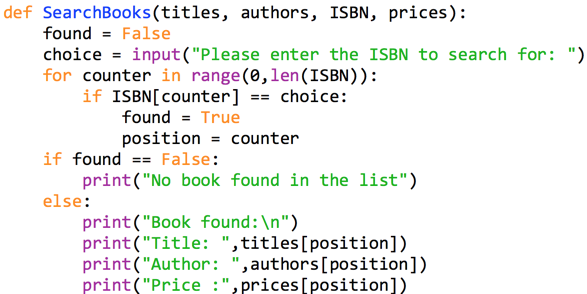 def SearchBooks(titles, authors, ISBN, prices):
    found = False
    choice = input("Please enter the ISBN to search for: ")
    for counter in range(0,len(ISBN)):
        if ISBN[counter] == choice:
            found = True
            position = counter
    if found == False:
        print("No book found in the list")
    else:
        print("Book found:\n")
        print("Title: ",titles[position])
        print("Author: ",authors[position])
        print("Price :",prices[position])